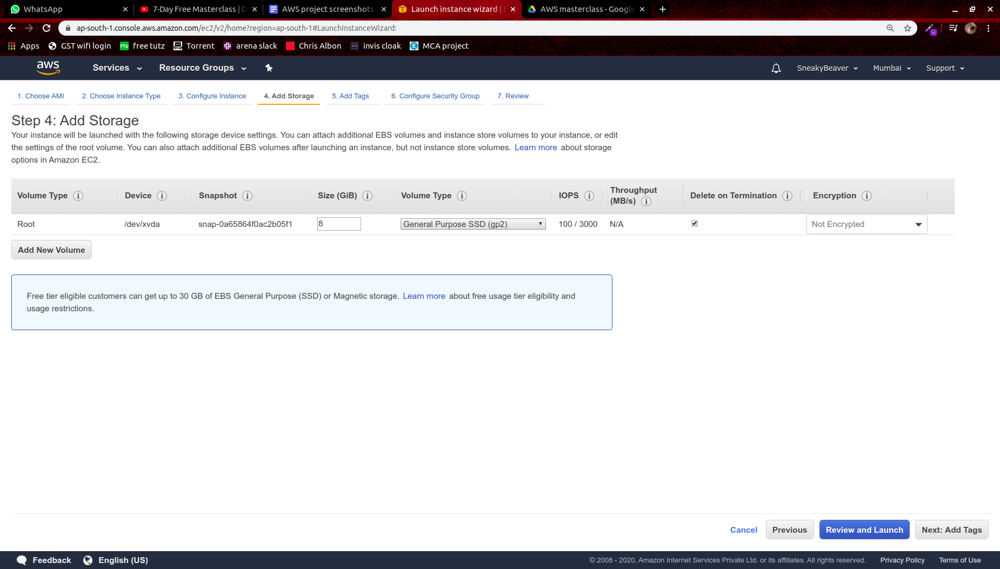 WhatsApp
7-Day Free Masterclass | D
AWS project screenshots
Launch instance wizard | E
AWS masterclass - Google
ap-south-1.console.aws.amazon.com/ec2/v2/home?region=ap-south-1#LaunchInstanceWizard:
Apps
GST wifi login
FTU
free tutz
Torrent
arena slack
Chris Albon
invis cloak
E
MCA project
aws
Services
Resource Groups
SneakyBeaver
Mumbai
Support
1. Choose AMI
2. Choose Instance Type
3. Configure Instance
4. Add Storage
5. Add Tags
6. Configure Security Group
7. Review
Step 4: Add Storage
Your instance will be launched with the following storage device settings. You can attach additional EBS volumes and instance store volumes to your instance, or edit
the settings of the root volume. You can also attach additional EBS volumes after launching an instance, but not instance store volumes. Learn more about storage
options in Amazon EC2.
Volume Type i
Device i
Snapshot i
Size (GiB) i
Volume Type i
IOPS i
Throughput
(MB/s) i
Delete on Termination i
Encryption i
Root
/dev/xvda
snap-0a65864f0ac2b05f1
8
General Purpose SSD (gp2)
100 / 3000
N/A
Not Encrypted
Add New Volume
Free tier eligible customers can get up to 30 GB of EBS General Purpose (SSD) or Magnetic storage. Learn more about free usage tier eligibility and
usage restrictions.
Cancel
Previous
Review and Launch
Next: Add Tags
Feedback
English (US)
© 2008 - 2020, Amazon Internet Services Private Ltd. or its affiliates. All rights reserved.
Privacy Policy
Terms of Use